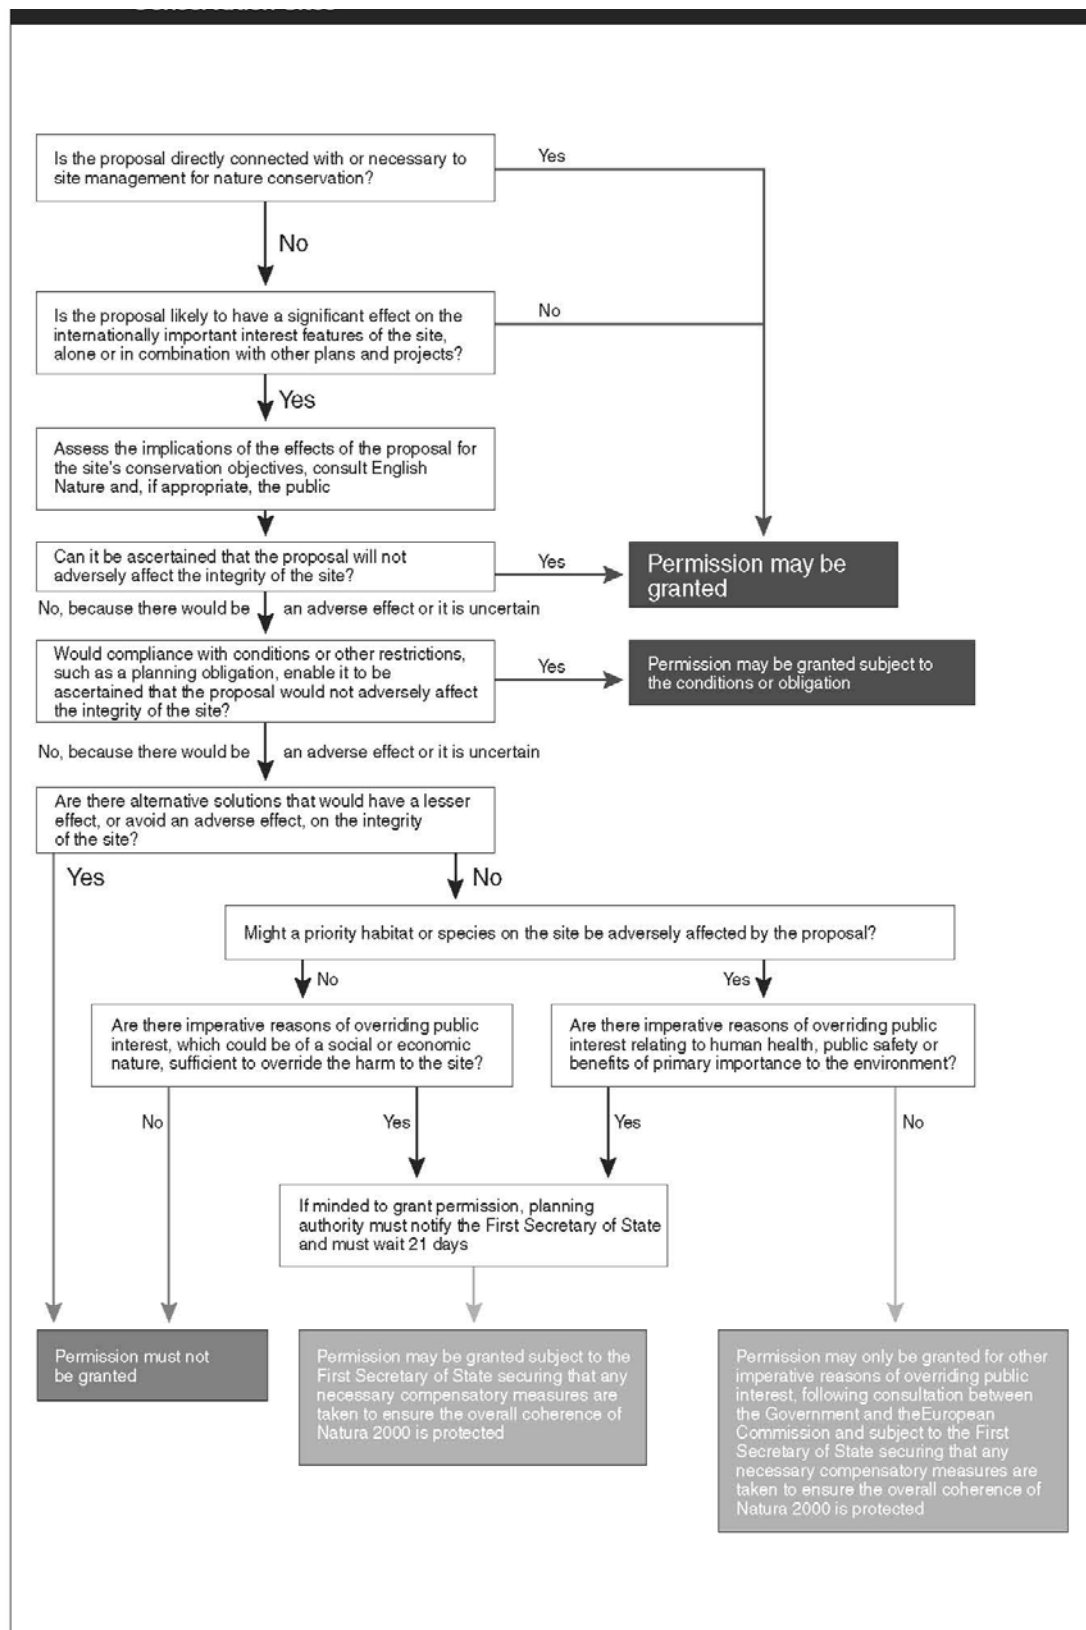 Is the proposal directly connected with or necessary to
site management for nature conservation?
Yes
No
Is the proposal likely to have a significant effect on the
internationally important interest features of the site,
alone or in combination with other plans and projects?
No
Yes
Assess the implications of the effects of the proposal for
the site's conservation objectives, consult English
Nature and, if appropriate, the public
Can it be ascertained that the proposal will not
adversely affect the integrity of the site?
Yes
Permission may be
granted
No, because there would be an adverse effect or it is uncertain
Would compliance with conditions or other restrictions,
such as a planning obligation, enable it to be
ascertained that the proposal would not adversely affect
the integrity of the site?
Yes
Permission may be granted subject to
the conditions or obligation
No, because there would be an adverse effect or it is uncertain
Are there alternative solutions that would have a lesser
effect, or avoid an adverse effect, on the integrity
of the site?
Yes
No
Might a priority habitat or species on the site be adversely affected by the proposal?
No
Yes
Are there imperative reasons of overriding public
interest, which could be of a social or economic
nature, sufficient to override the harm to the site?
Are there imperative reasons of overriding public
interest relating to human health, public safety or
benefits of primary importance to the environment?
No
Yes
Yes
No
If minded to grant permission, planning
authority must notify the First Secretary of State
and must wait 21 days
Permission must not
be granted
Permission may be granted subject to the
First Secretary of State securing that any
necessary compensatory measures are
taken to ensure the overall coherence of
Natura 2000 is protected
Permission may only be granted for other
imperative reasons of overriding public
interest, following consultation between
the Government and theEuropean
Commission and subject to the First
Secretary of State securing that any
necessary compensatory measures are
taken to ensure the overall coherence of
Natura 2000 is protected